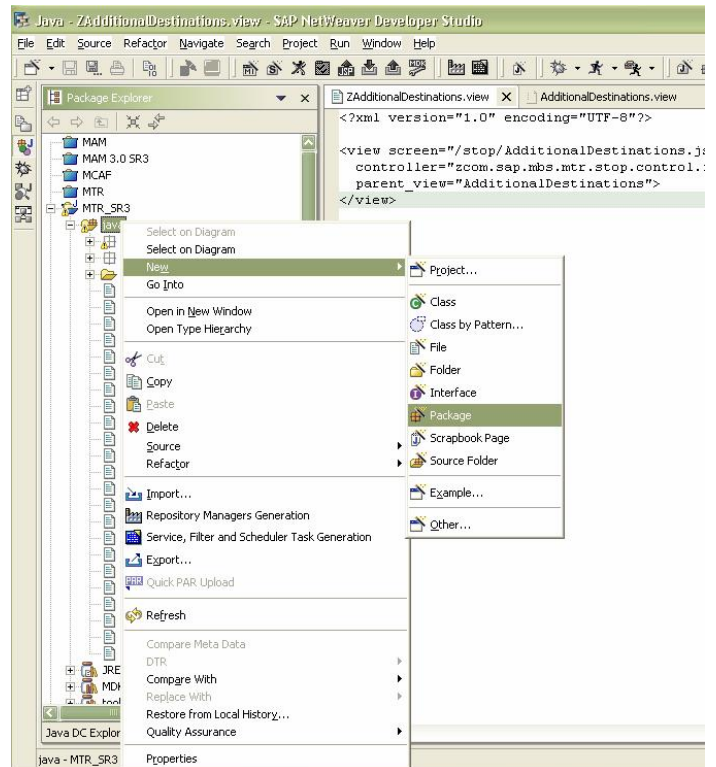 Java - ZAdditionalDestinations.view - SAP NetWeaver Developer Studio
File Edit Source Refactor Navigate Search Project Run Window Help
Package Explorer
ZAdditionalDestinations.view
AdditionalDestinations.view
<?xml version="1.0" encoding="UTF-8"?>
<view screen="/stop/AdditionalDestinations.js
controller="zcom.sap.mbs.mtr.stop.control.
parent_view="AdditionalDestinations">
</view>
MAM
MAM 3.0 SR3
MCAF
MTR
MTR_SR3
java
JRE
MDK
tool
Java DC Explor
java - MTR_SR3
Select on Diagram
Select on Diagram
New
Go Into
Open in New Window
Open Type Hierarchy
Cut
Copy
Paste
Delete
Source
Refactor
Import...
Repository Managers Generation
Service, Filter and Scheduler Task Generation
Export...
Quick PAR Upload
Refresh
Compare Meta Data
DTR
Compare With
Replace With
Restore from Local History...
Quality Assurance
Properties
Project...
Class
Class by Pattern...
File
Folder
Interface
Package
Scrapbook Page
Source Folder
Example...
Other...